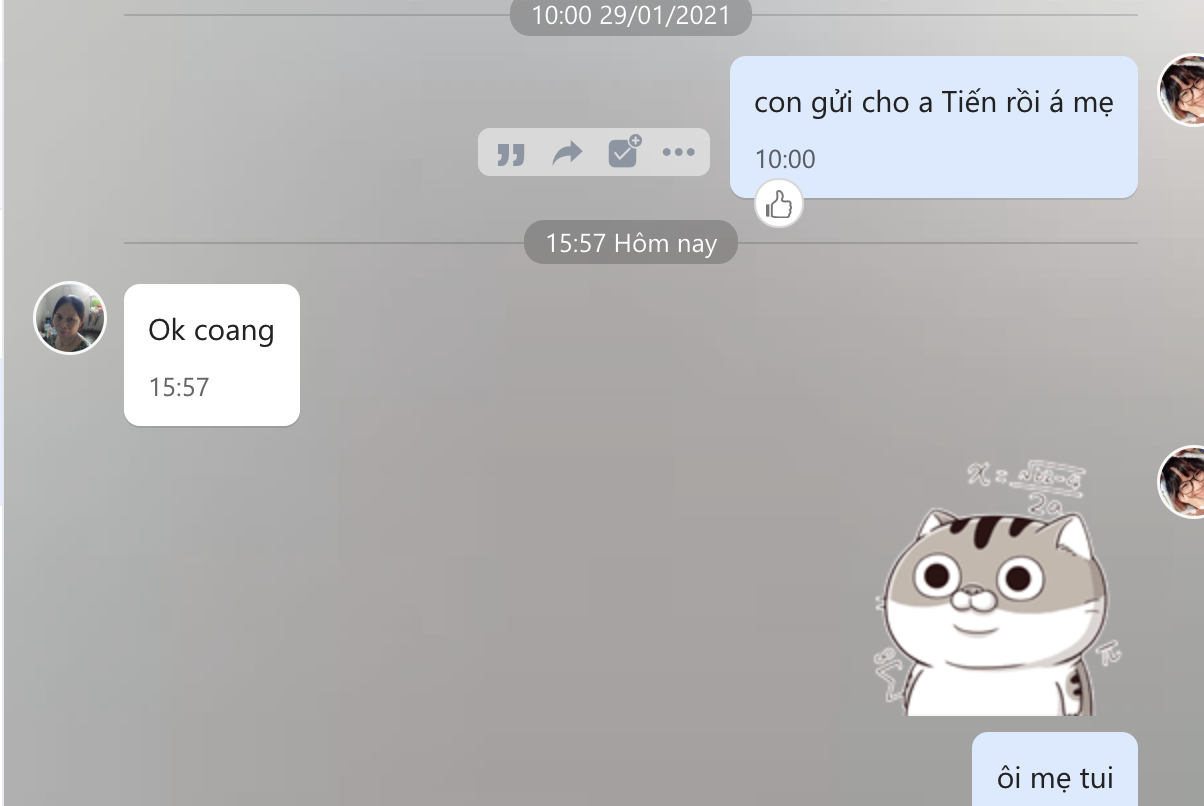 10:00 29/01/2021
con gửi cho a Tiến rồi á mẹ
10:00
15:57 Hôm nay
Ok coang
15:57
π
ôi mẹ tui